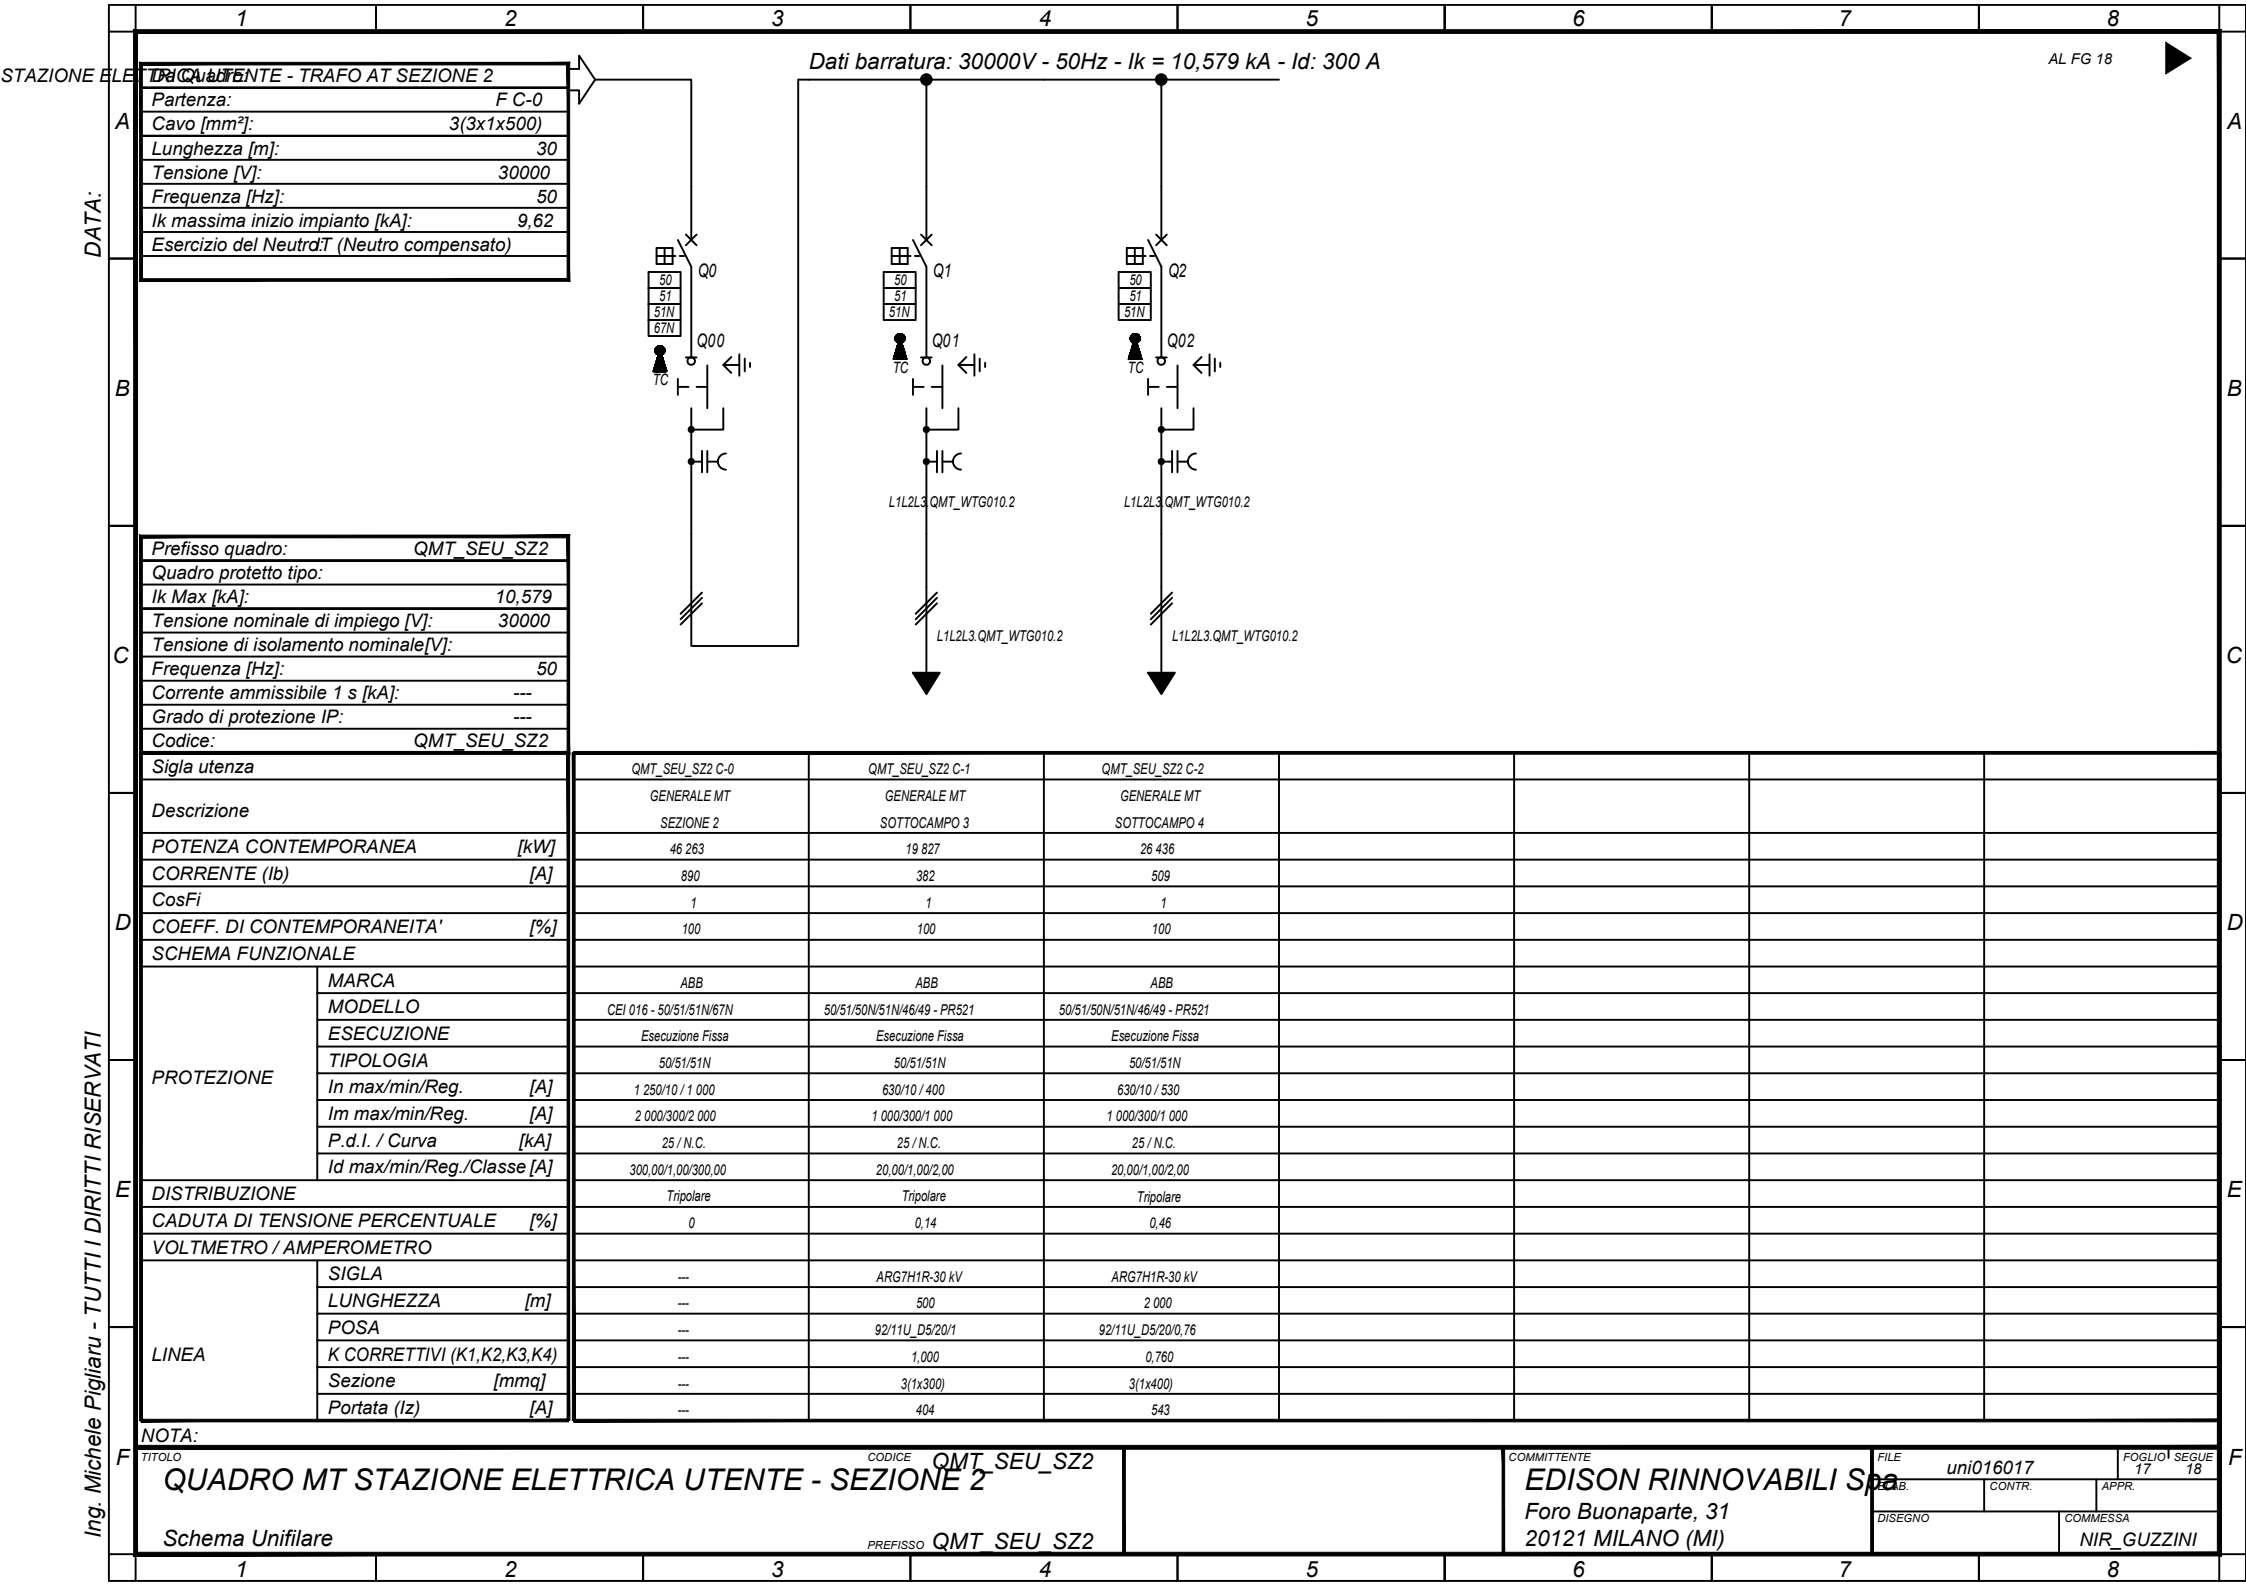 1 2 3 4 5 6 7 8
STAZIONE ELETTRICA UTENTE - TRAFO AT SEZIONE 2
Da Quadro:
Partenza: F C-0
Cavo [mm²]: 3(3x1x500)
Lunghezza [m]: 30
Tensione [V]: 30000
Frequenza [Hz]: 50
Ik massima inizio impianto [kA]: 9,62
Esercizio del Neutro: T (Neutro compensato)
Dati barratura: 30000V - 50Hz - Ik = 10,579 kA - Id: 300 A
AL FG 18
A A
DATA:
Q0 Q1 Q2
50 50 50
51 51 51
51N 51N 51N
67N
Q00 Q01 Q02
TC TC TC
B B
L1L2L3.QMT_WTG010.2 L1L2L3.QMT_WTG010.2
L1L2L3.QMT_WTG010.2 L1L2L3.QMT_WTG010.2
Prefisso quadro: QMT_SEU_SZ2
Quadro protetto tipo:
Ik Max [kA]: 10,579
Tensione nominale di impiego [V]: 30000
Tensione di isolamento nominale[V]:
Frequenza [Hz]: 50
Corrente ammissibile 1 s [kA]: ---
Grado di protezione IP: ---
Codice: QMT_SEU_SZ2
C C
Sigla utenza QMT_SEU_SZ2 C-0 QMT_SEU_SZ2 C-1 QMT_SEU_SZ2 C-2
Descrizione GENERALE MT GENERALE MT GENERALE MT
SEZIONE 2 SOTTOCAMPO 3 SOTTOCAMPO 4
POTENZA CONTEMPORANEA [kW] 46 263 19 827 26 436
CORRENTE (Ib) [A] 890 382 509
CosFi 1 1 1
COEFF. DI CONTEMPORANEITA' [%] 100 100 100
D D
SCHEMA FUNZIONALE
PROTEZIONE
MARCA ABB ABB ABB
MODELLO CEI 016 - 50/51/51N/67N 50/51/50N/51N/46/49 - PR521 50/51/50N/51N/46/49 - PR521
ESECUZIONE Esecuzione Fissa Esecuzione Fissa Esecuzione Fissa
TIPOLOGIA 50/51/51N 50/51/51N 50/51/51N
In max/min/Reg. [A] 1 250/10 / 1 000 630/10 / 400 630/10 / 530
Im max/min/Reg. [A] 2 000/300/2 000 1 000/300/1 000 1 000/300/1 000
P.d.I. / Curva [kA] 25 / N.C. 25 / N.C. 25 / N.C.
Id max/min/Reg./Classe [A] 300,00/1,00/300,00 20,00/1,00/2,00 20,00/1,00/2,00
E E
DISTRIBUZIONE Tripolare Tripolare Tripolare
CADUTA DI TENSIONE PERCENTUALE [%] 0 0,14 0,46
VOLTMETRO / AMPEROMETRO
LINEA
SIGLA --- ARG7H1R-30 kV ARG7H1R-30 kV
LUNGHEZZA [m] --- 500 2 000
POSA --- 92/11U_D5/20/1 92/11U_D5/20/0,76
K CORRETTIVI (K1,K2,K3,K4) --- 1,000 0,760
Sezione [mmq] --- 3(1x300) 3(1x400)
Portata (Iz) [A] --- 404 543
Ing. Michele Pigliaru - TUTTI I DIRITTI RISERVATI
NOTA:
F F
TITOLO
QUADRO MT STAZIONE ELETTRICA UTENTE - SEZIONE 2
Schema Unifilare
CODICE QMT_SEU_SZ2
PREFISSO QMT_SEU_SZ2
COMMITTENTE
EDISON RINNOVABILI Spa
Foro Buonaparte, 31
20121 MILANO (MI)
FILE uni016017
FOGLIO SEGUE
17 18
ELAB. CONTR. APPR.
DISEGNO COMMESSA
NIR_GUZZINI
1 2 3 4 5 6 7 8